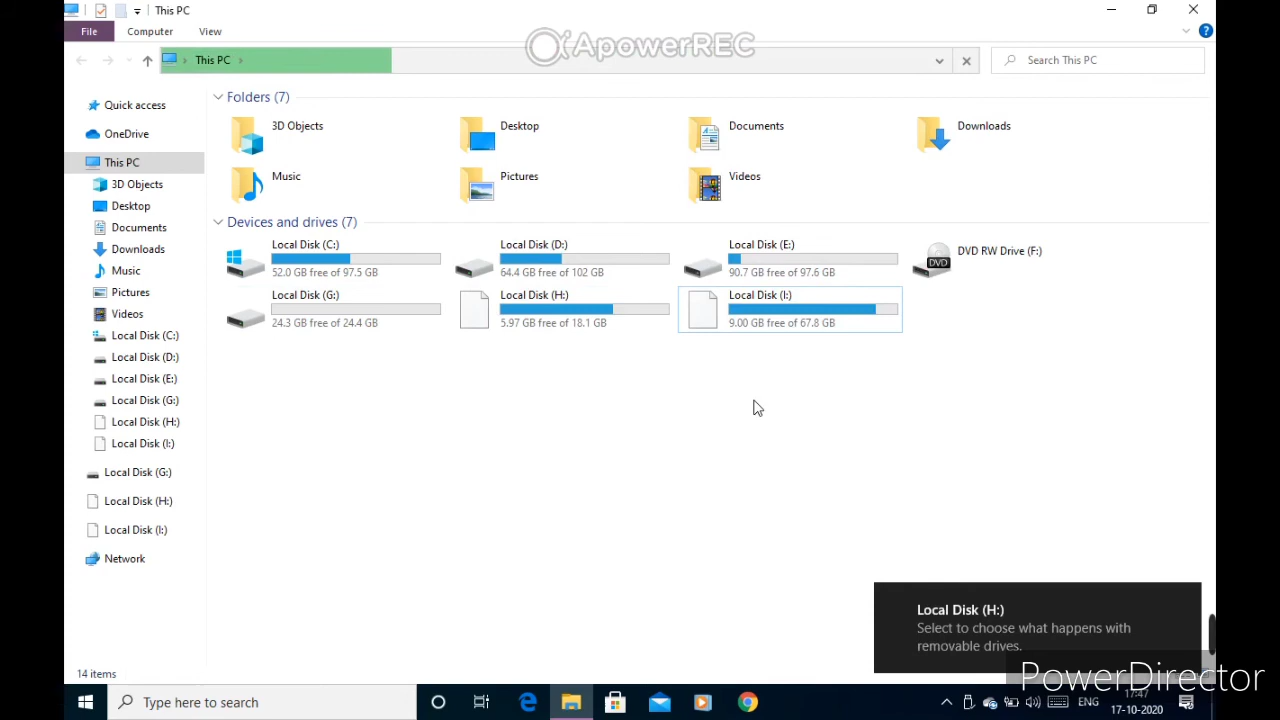 This PC
File
Computer
View
ApowerREC
This PC
Search This PC
Quick access
OneDrive
This PC
3D Objects
Desktop
Documents
Downloads
Music
Pictures
Videos
Local Disk (C:)
Local Disk (D:)
Local Disk (E:)
Local Disk (G:)
Local Disk (H:)
Local Disk (I:)
Local Disk (G:)
Local Disk (H:)
Local Disk (I:)
Network
Folders (7)
3D Objects
Desktop
Documents
Downloads
Music
Pictures
Videos
Devices and drives (7)
Local Disk (C:)
52.0 GB free of 97.5 GB
Local Disk (D:)
64.4 GB free of 102 GB
Local Disk (E:)
90.7 GB free of 97.6 GB
DVD RW Drive (F:)
DVD
Local Disk (G:)
24.3 GB free of 24.4 GB
Local Disk (H:)
5.97 GB free of 18.1 GB
Local Disk (I:)
9.00 GB free of 67.8 GB
Local Disk (H:)
Select to choose what happens with
removable drives.
14 items
PowerDirector
Type here to search
ENG
17:47
17-10-2020